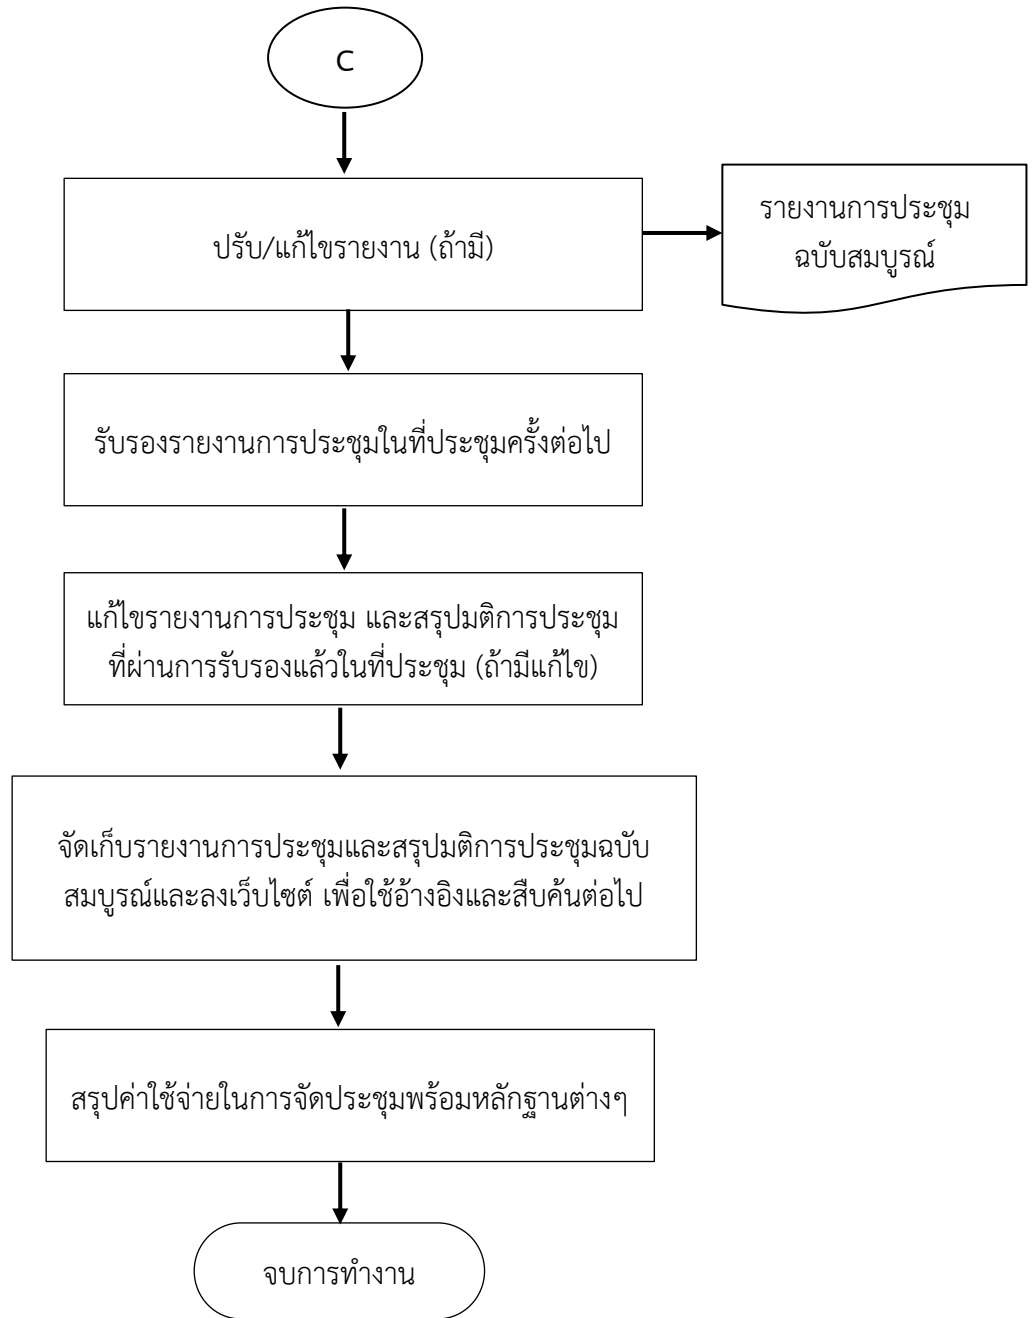 C
ปรับ/แก้ไขรายงาน (ถ้ามี)
รายงานการประชุม
ฉบับสมบูรณ์
รับรองรายงานการประชุมในที่ประชุมครั้งต่อไป
แก้ไขรายงานการประชุม และสรุปมติการประชุม
ที่ผ่านการรับรองแล้วในที่ประชุม (ถ้ามีแก้ไข)
จัดเก็บรายงานการประชุมและสรุปมติการประชุมฉบับ
สมบูรณ์และลงเว็บไซต์ เพื่อใช้อ้างอิงและสืบค้นต่อไป
สรุปค่าใช้จ่ายในการจัดประชุมพร้อมหลักฐานต่างๆ
จบการทำงาน